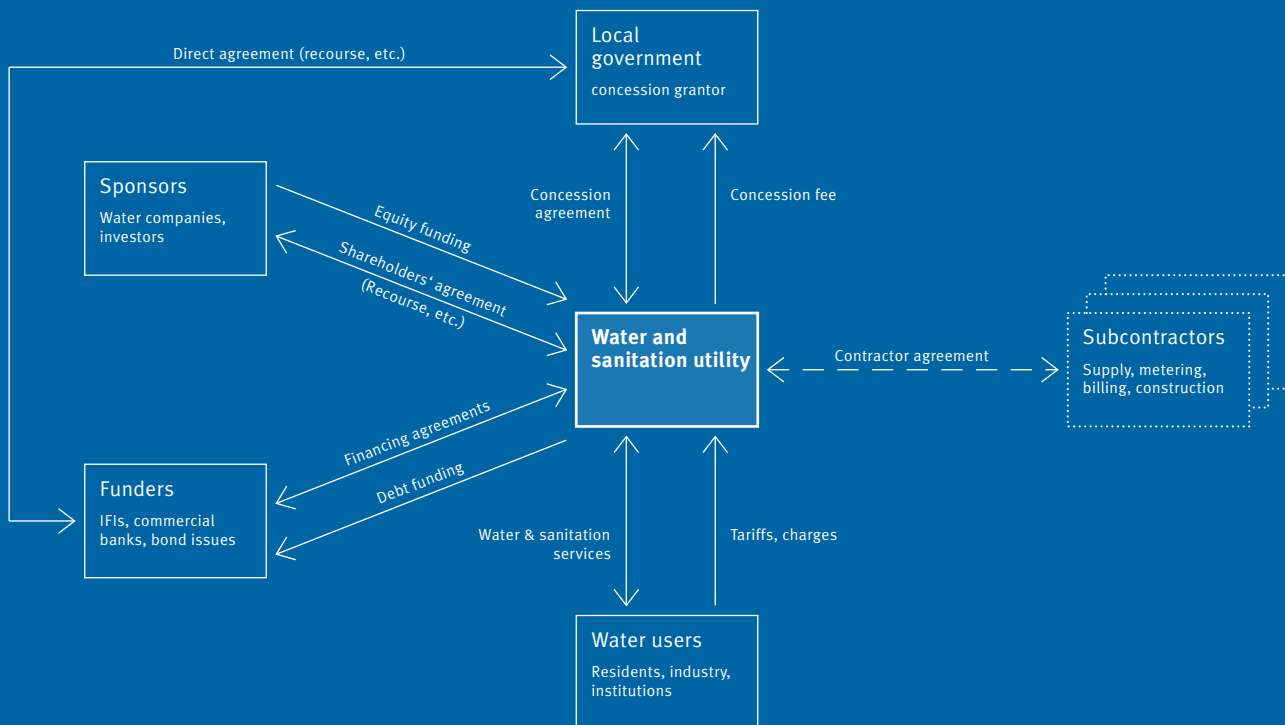 Direct agreement (recourse, etc.)
Local
government
concession grantor
Sponsors
Water companies,
investors
Equity funding
Shareholders‘ agreement
(Recourse, etc.)
Concession
agreement
Concession fee
Water and
sanitation utility
Contractor agreement
Subcontractors
Supply, metering,
billing, construction
Financing agreements
Debt funding
Funders
IFIs, commercial
banks, bond issues
Water & sanitation
services
Tariffs, charges
Water users
Residents, industry,
institutions